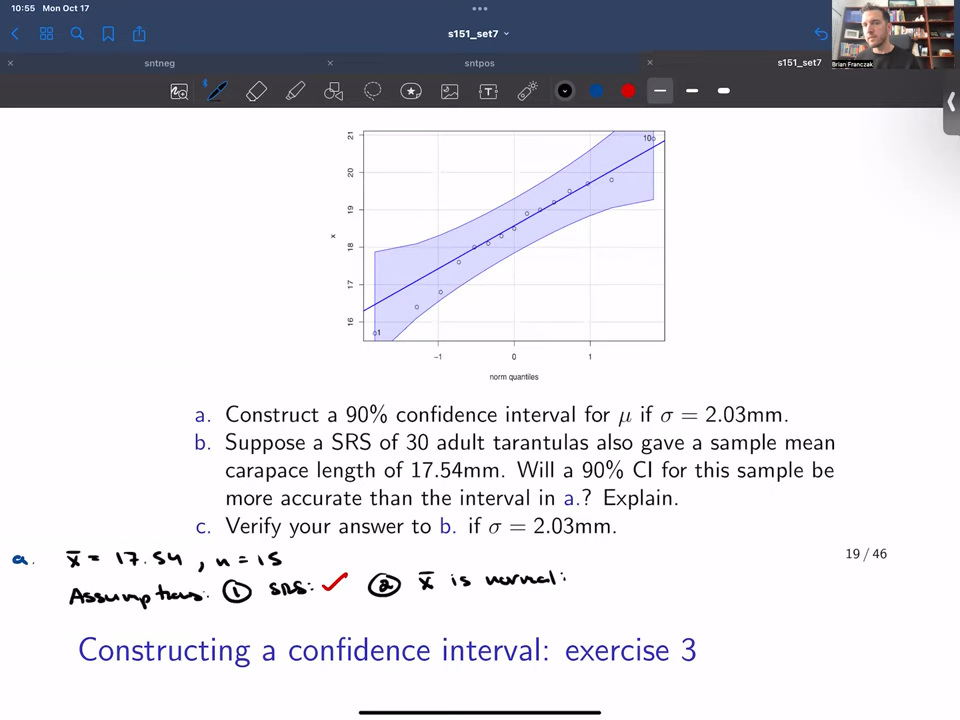 10:55 Mon Oct 17
s151_set7
Brian Franczak
sntneg
sntpos
s151_set7
T
21
20
19
18
17
16
x
10
1
-1 0 1
norm quantiles
a. Construct a 90% confidence interval for μ if σ = 2.03mm.
b. Suppose a SRS of 30 adult tarantulas also gave a sample mean
carapace length of 17.54mm. Will a 90% CI for this sample be
more accurate than the interval in a.? Explain.
c. Verify your answer to b. if σ = 2.03mm.
19 / 46
a. x̄ = 17.54, n = 15
Assumptions: ① SRS: ✓ ② x̄ is normal:
Constructing a confidence interval: exercise 3